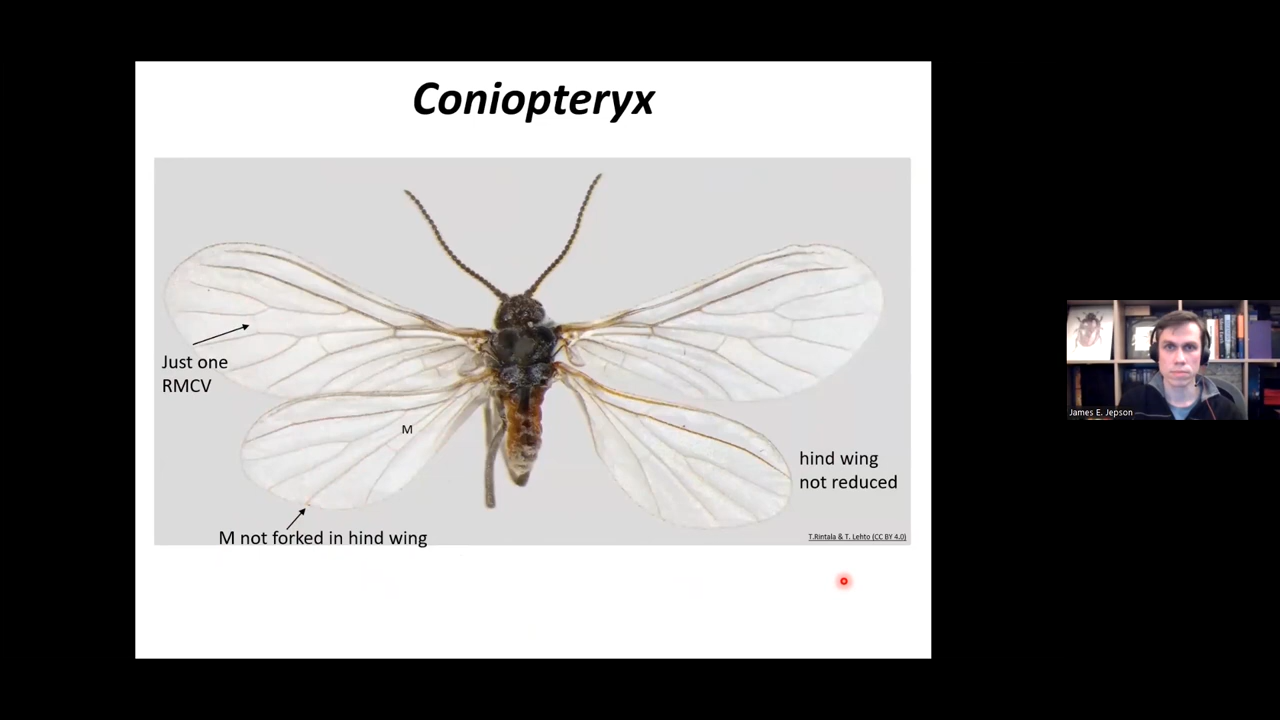 Coniopteryx
Just one
RMCV
M
hind wing
not reduced
M not forked in hind wing
T.Rintala & T. Lehto (CC BY 4.0)
James E. Jepson